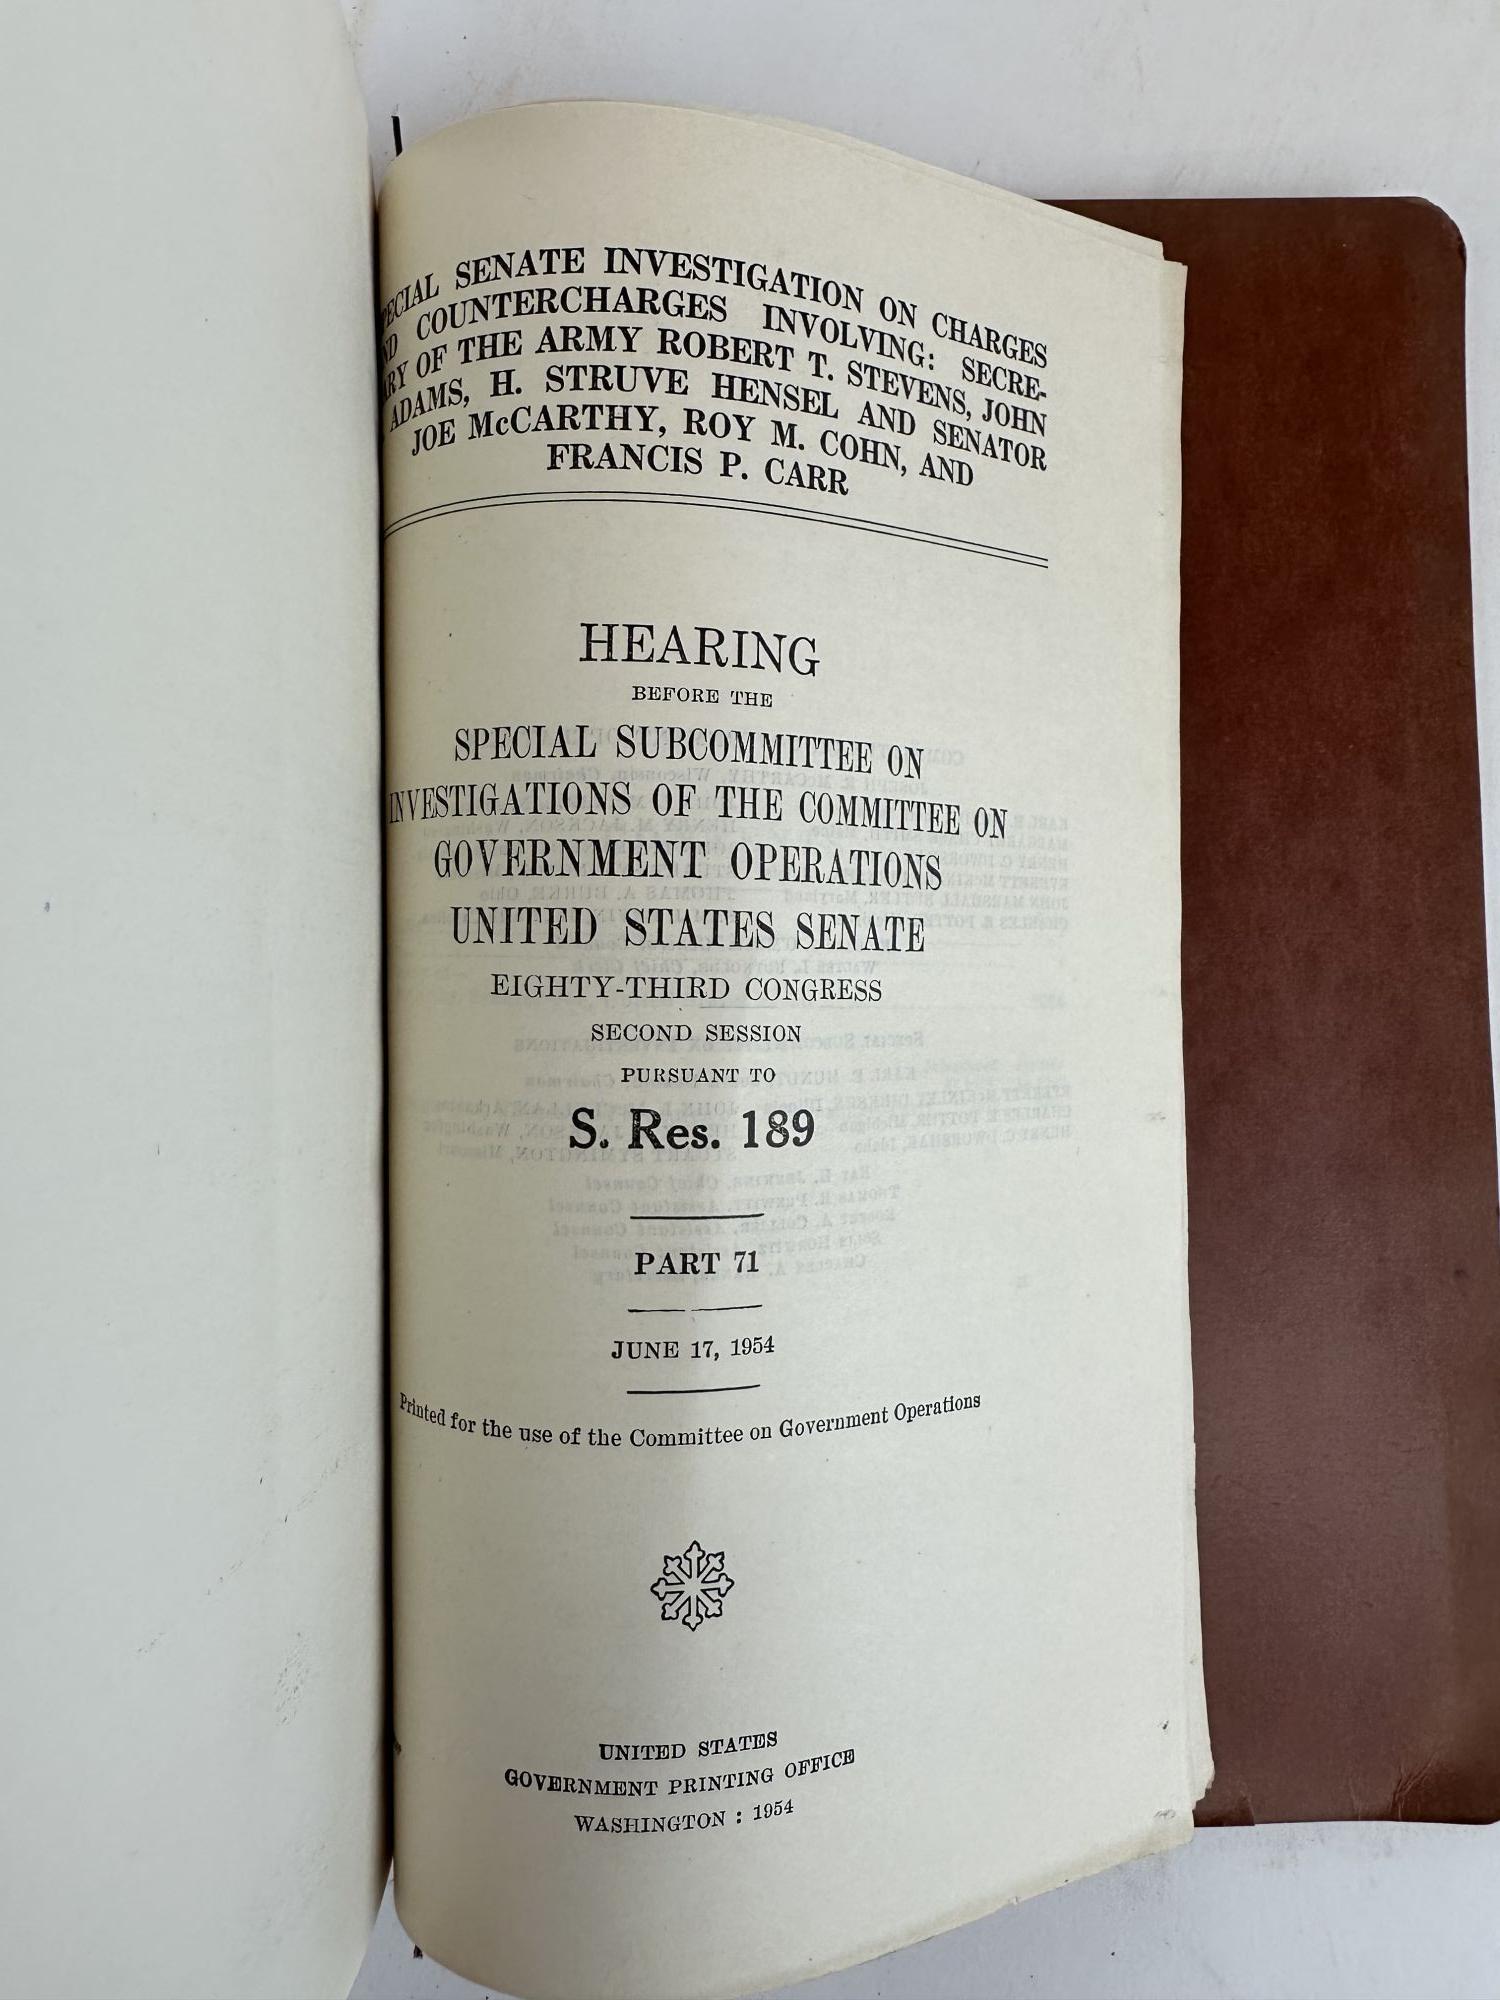 PECIAL SENATE INVESTIGATION ON CHARGES
ND COUNTERCHARGES INVOLVING: SECRE-
ARY OF THE ARMY ROBERT T. STEVENS, JOHN
ADAMS, H. STRUVE HENSEL AND SENATOR
JOE McCARTHY, ROY M. COHN, AND
FRANCIS P. CARR
HEARING
BEFORE THE
SPECIAL SUBCOMMITTEE ON
INVESTIGATIONS OF THE COMMITTEE ON
GOVERNMENT OPERATIONS
UNITED STATES SENATE
EIGHTY-THIRD CONGRESS
SECOND SESSION
PURSUANT TO
S. Res. 189
PART 71
JUNE 17, 1954
Printed for the use of the Committee on Government Operations
UNITED STATES
GOVERNMENT PRINTING OFFICE
WASHINGTON : 1954